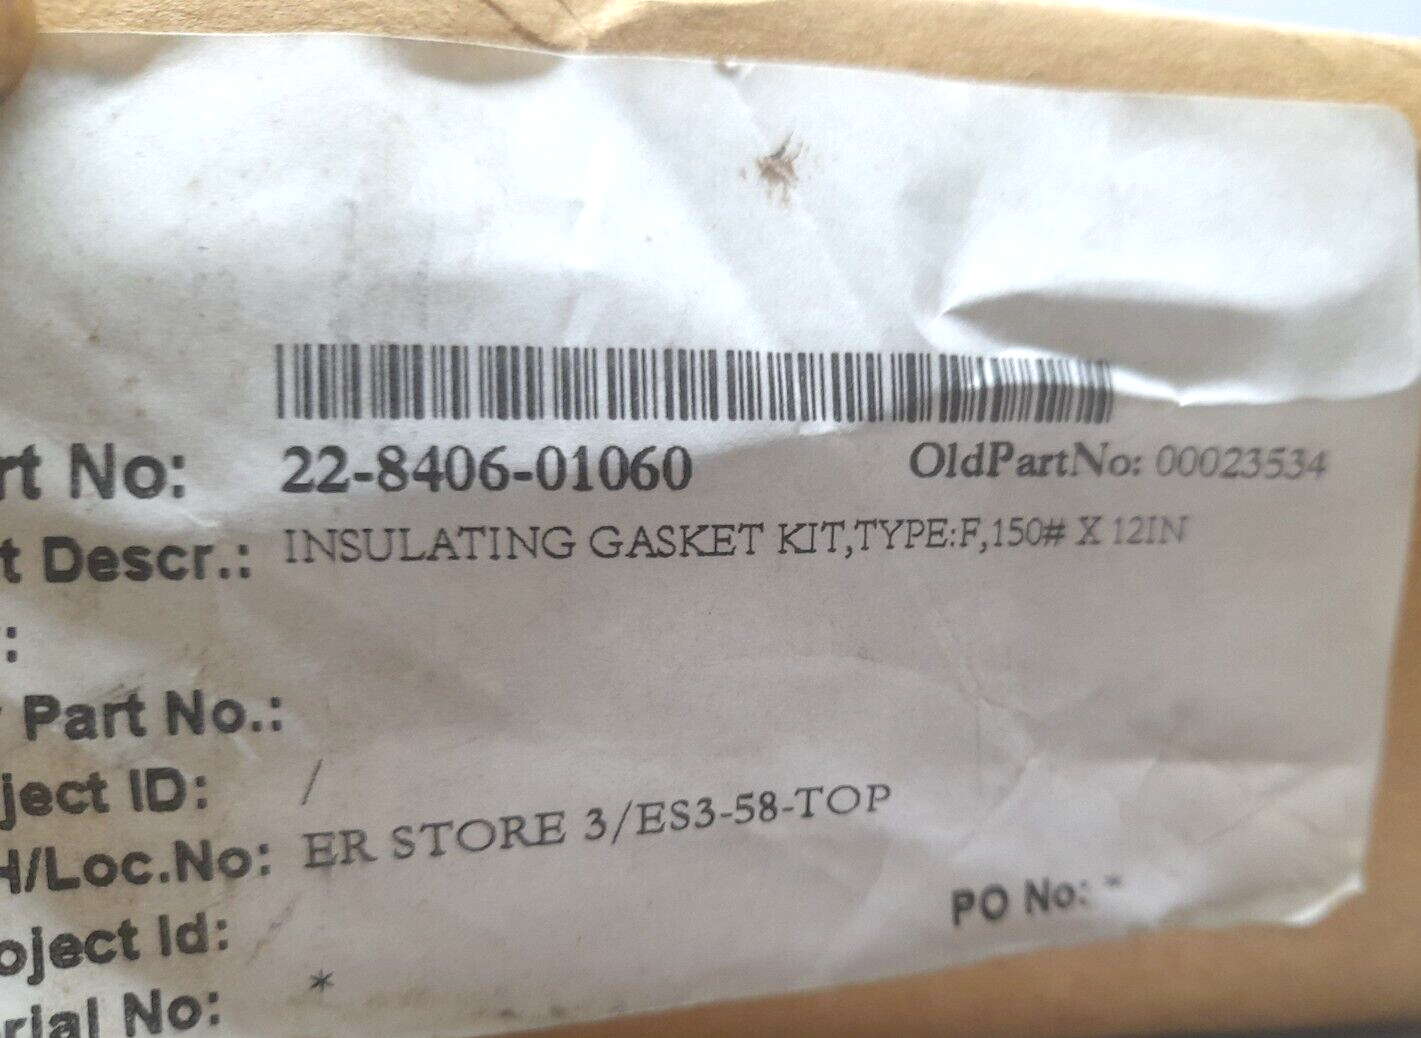 rt No: 22-8406-01060 OldPartNo: 00023534
t Descr.: INSULATING GASKET KIT,TYPE:F,150# X 12IN
:
Part No.:
ject ID: /
H/Loc.No: ER STORE 3/ES3-58-TOP
oject Id: PO No: *
rial No: *